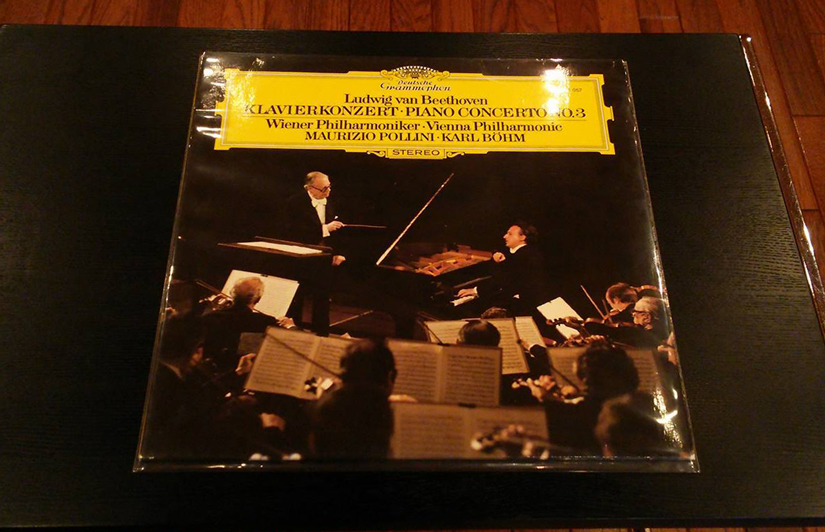 Deutsche
Grammophon
Ludwig van Beethoven
KLAVIERKONZERT · PIANO CONCERTO NO.3
Wiener Philharmoniker · Vienna Philharmonic
MAURIZIO POLLINI · KARL BÖHM
STEREO